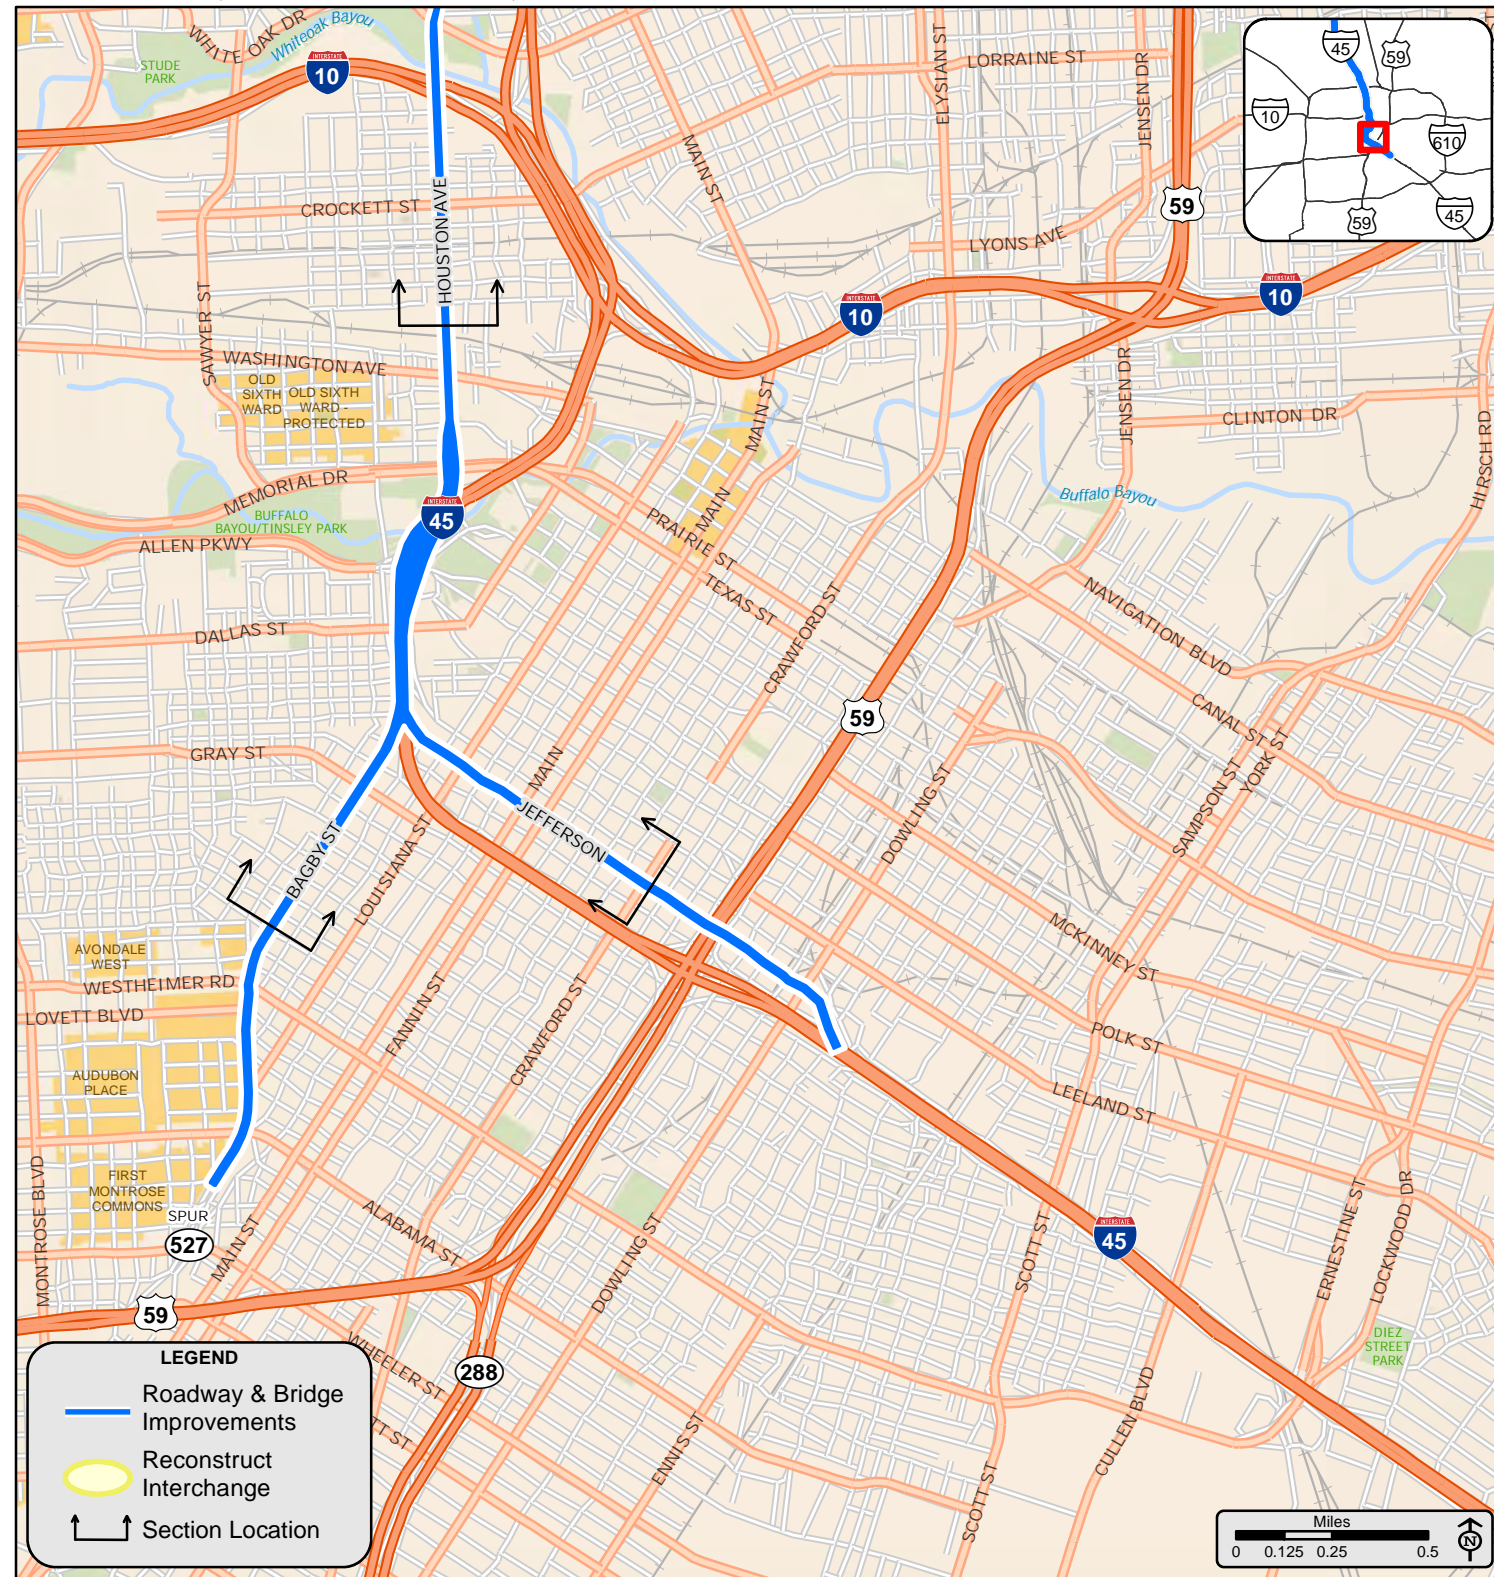 WHITE OAK DR
Whiteoak Bayou
STUDE
PARK
INTERSTATE
10
LORRAINE ST
ELYSIAN ST
JENSEN DR
MAIN ST
45
59
10
610
59
45
HOUSTON AVE
CROCKETT ST
59
LYONS AVE
INTERSTATE
10
INTERSTATE
10
SAWYER ST
WASHINGTON AVE
OLD
SIXTH
WARD
OLD SIXTH
WARD -
PROTECTED
MAIN ST
JENSEN DR
CLINTON DR
HIRSCH RD
MEMORIAL DR
BUFFALO
BAYOU/TINSLEY PARK
ALLEN PKWY
INTERSTATE
45
MAIN
PRAIRIE ST
TEXAS ST
Buffalo Bayou
CRAWFORD ST
NAVIGATION BLVD
DALLAS ST
CANAL ST
59
GRAY ST
MAIN
YORK ST
SAMPSON ST
DOWLING ST
JEFFERSON
BAGBY ST
LOUISIANA ST
MCKINNEY ST
AVONDALE
WEST
WESTHEIMER RD
LOVETT BLVD
FANNIN ST
CRAWFORD ST
POLK ST
AUDUBON
PLACE
LEELAND ST
FIRST
MONTROSE
COMMONS
MONTROSE BLVD
SPUR
527
MAIN ST
ALABAMA ST
DOWLING ST
SCOTT ST
INTERSTATE
45
ERNESTINE ST
LOCKWOOD DR
59
WHEELER ST
288
DIEZ
STREET
PARK
TT ST
ENNIS ST
CULLEN BLVD
SCOTT ST
LEGEND
Roadway & Bridge
Improvements
Reconstruct
Interchange
Section Location
Miles
0 0.125 0.25 0.5
N